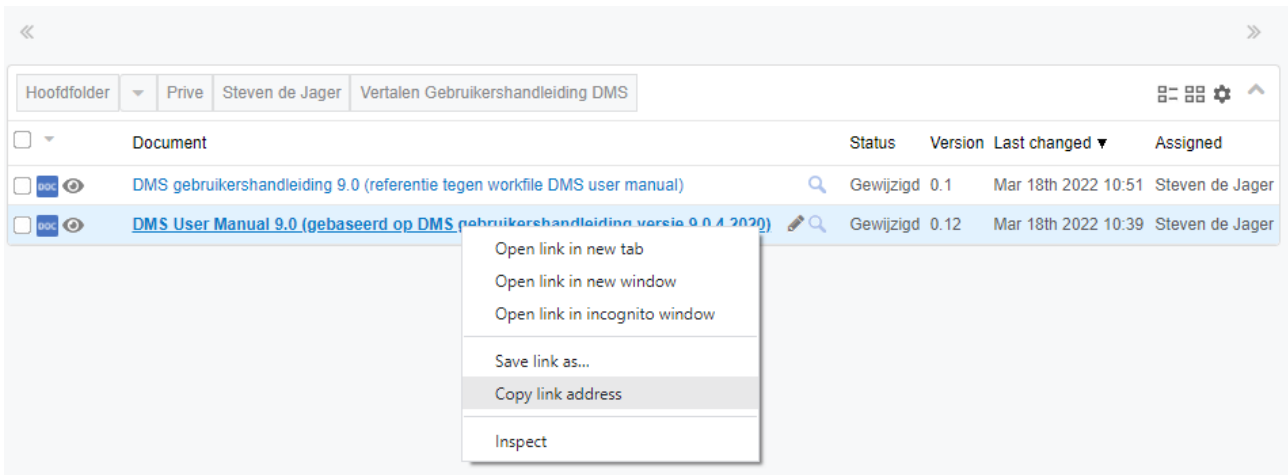 Hoofdfolder Prive Steven de Jager Vertalen Gebruikershandleiding DMS
Document Status Version Last changed ▼ Assigned
DOC DMS gebruikershandleiding 9.0 (referentie tegen workfile DMS user manual) Gewijzigd 0.1 Mar 18th 2022 10:51 Steven de Jager
DOC DMS User Manual 9.0 (gebaseerd op DMS gebruikershandleiding versie 9.0.4.2020) Gewijzigd 0.12 Mar 18th 2022 10:39 Steven de Jager
Open link in new tab
Open link in new window
Open link in incognito window
Save link as...
Copy link address
Inspect